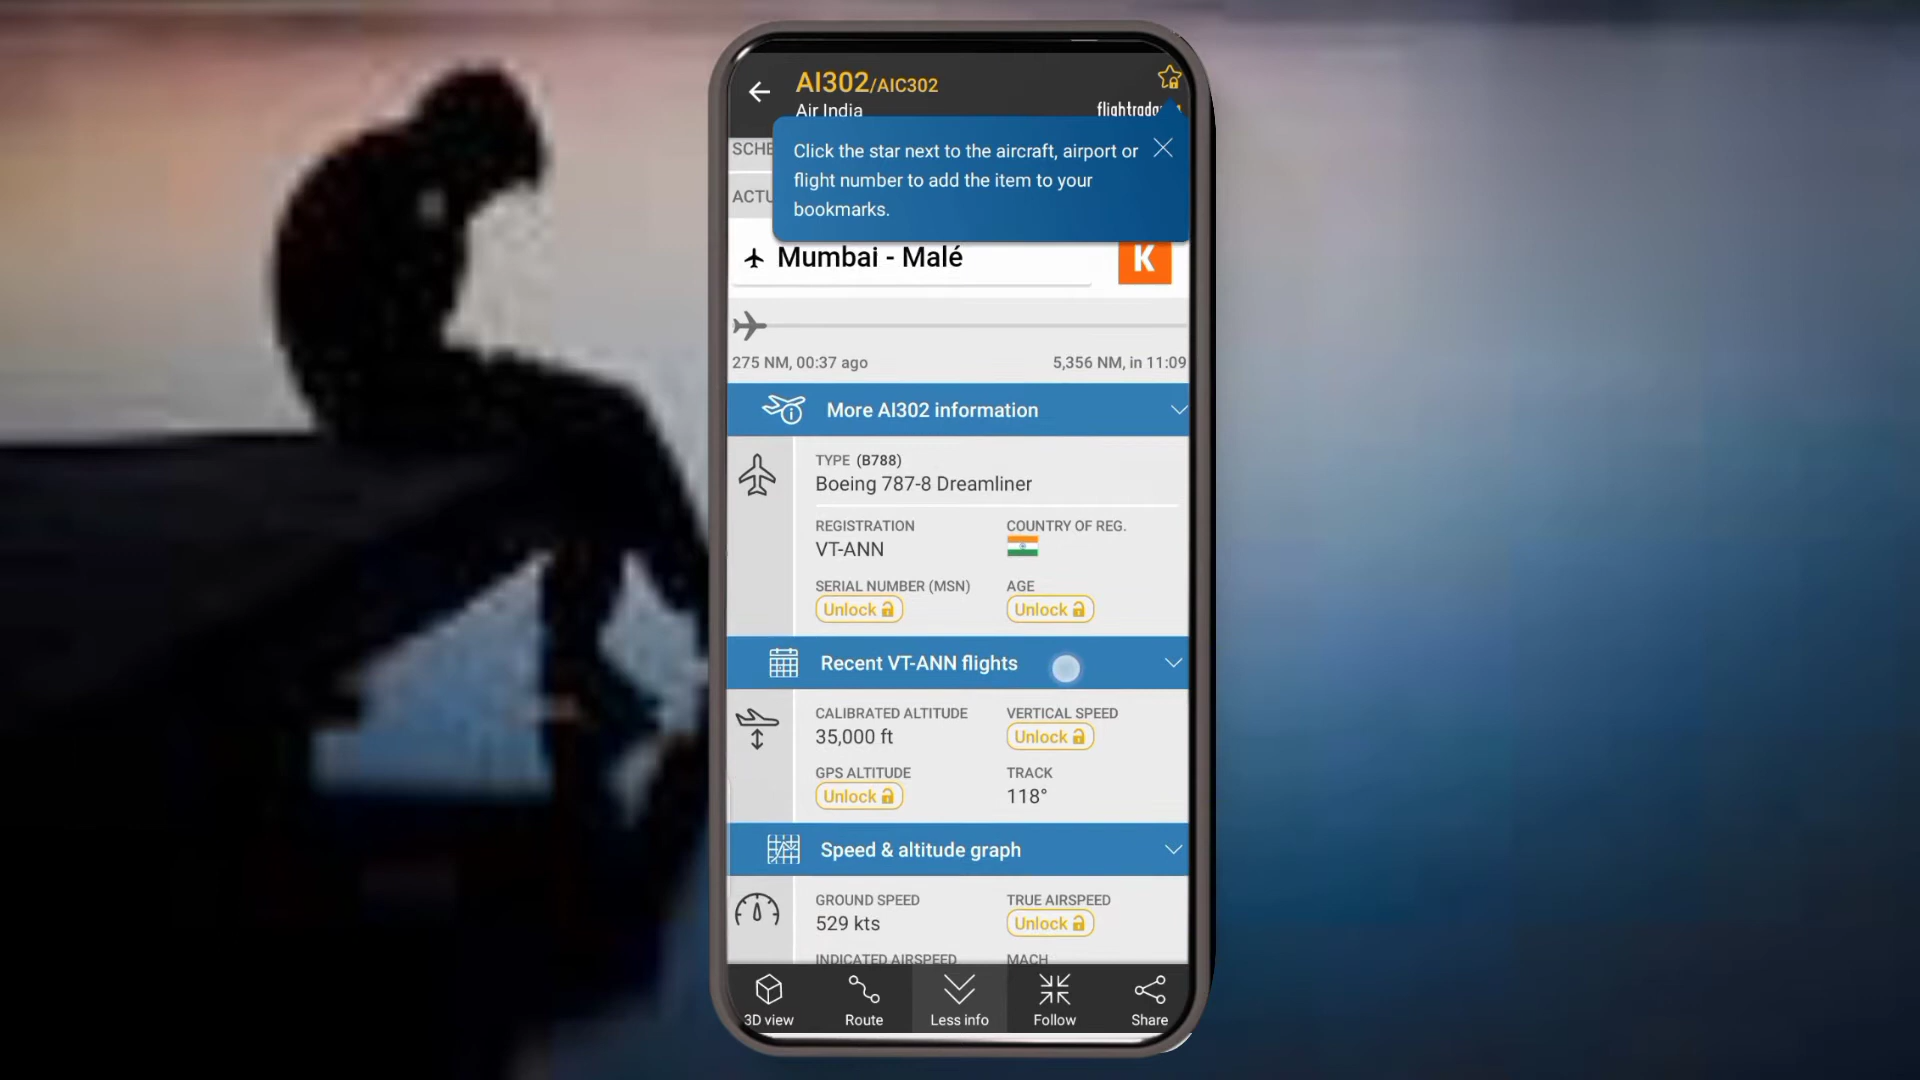 AI302/AIC302
Air India
flightrada
Click the star next to the aircraft, airport or
flight number to add the item to your
bookmarks.
SCHE
ACTU
Mumbai - Malé
K
275 NM, 00:37 ago
5,356 NM, in 11:09
More AI302 information
TYPE (B788)
Boeing 787-8 Dreamliner
REGISTRATION
COUNTRY OF REG.
VT-ANN
SERIAL NUMBER (MSN)
AGE
Unlock
Unlock
Recent VT-ANN flights
CALIBRATED ALTITUDE
VERTICAL SPEED
35,000 ft
Unlock
GPS ALTITUDE
TRACK
Unlock
118°
Speed & altitude graph
GROUND SPEED
TRUE AIRSPEED
529 kts
Unlock
INDICATED AIRSPEED
MACH
3D view
Route
Less info
Follow
Share